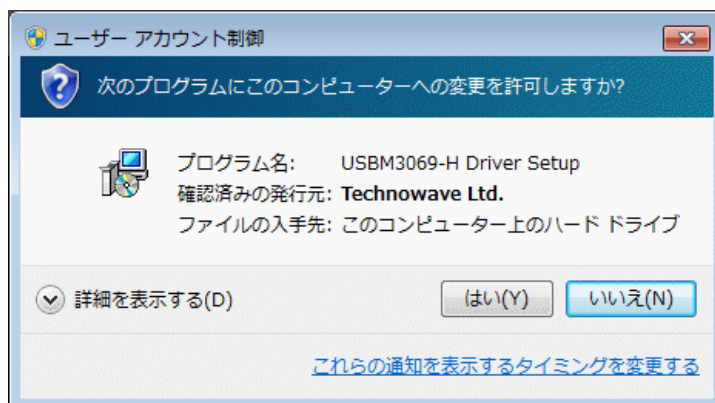 ユーザー アカウント制御
次のプログラムにこのコンピューターへの変更を許可しますか?
プログラム名: USBM3069-H Driver Setup
確認済みの発行元: Technowave Ltd.
ファイルの入手先: このコンピューター上のハード ドライブ
詳細を表示する(D) はい(Y) いいえ(N)
これらの通知を表示するタイミングを変更する